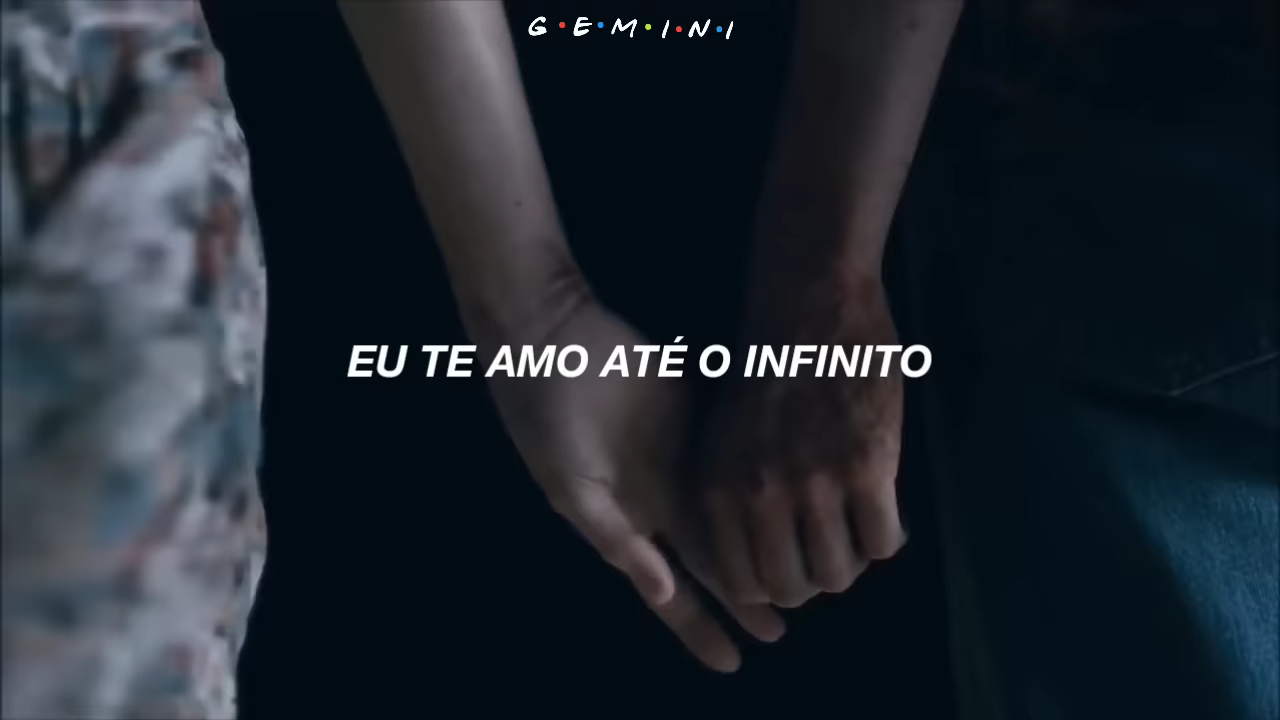 G•E•M•I•N•I
EU TE AMO ATÉ O INFINITO